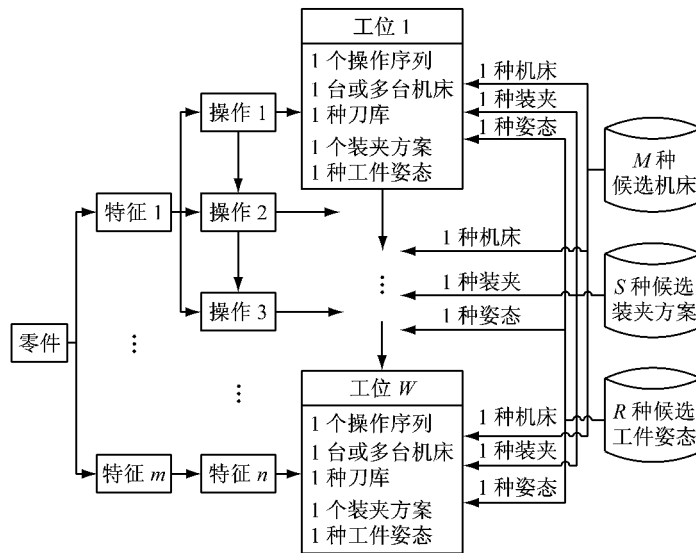 工位 1
1 个操作序列
1 台或多台机床
1 种刀库
1 个装夹方案
1 种工件姿态
1 种机床
1 种装夹
1 种姿态
操作 1
M 种
候选机床
特征 1
操作 2
1 种机床
⋮
1 种装夹
S 种候选
装夹方案
操作 3
1 种姿态
零件
⋮
⋮
工位 W
1 个操作序列
1 台或多台机床
1 种刀库
1 个装夹方案
1 种工件姿态
1 种机床
1 种装夹
1 种姿态
R 种候选
工件姿态
特征 m
特征 n